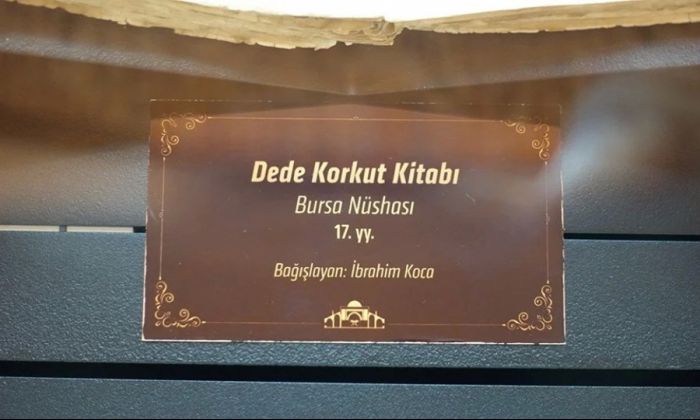 Dede Korkut Kitabı
Bursa Nüshası
17. yy.
Bağışlayan: İbrahim Koca